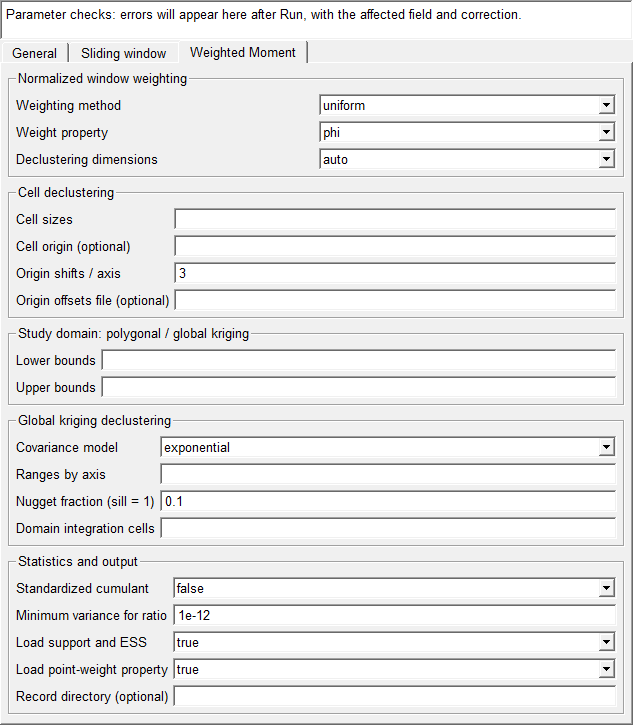 Parameter checks: errors will appear here after Run, with the affected field and correction.
General Sliding window Weighted Moment
Normalized window weighting
Weighting method uniform
Weight property phi
Declustering dimensions auto
Cell declustering
Cell sizes
Cell origin (optional)
Origin shifts / axis 3
Origin offsets file (optional)
Study domain: polygonal / global kriging
Lower bounds
Upper bounds
Global kriging declustering
Covariance model exponential
Ranges by axis
Nugget fraction (sill = 1) 0.1
Domain integration cells
Statistics and output
Standardized cumulant false
Minimum variance for ratio 1e-12
Load support and ESS true
Load point-weight property true
Record directory (optional)